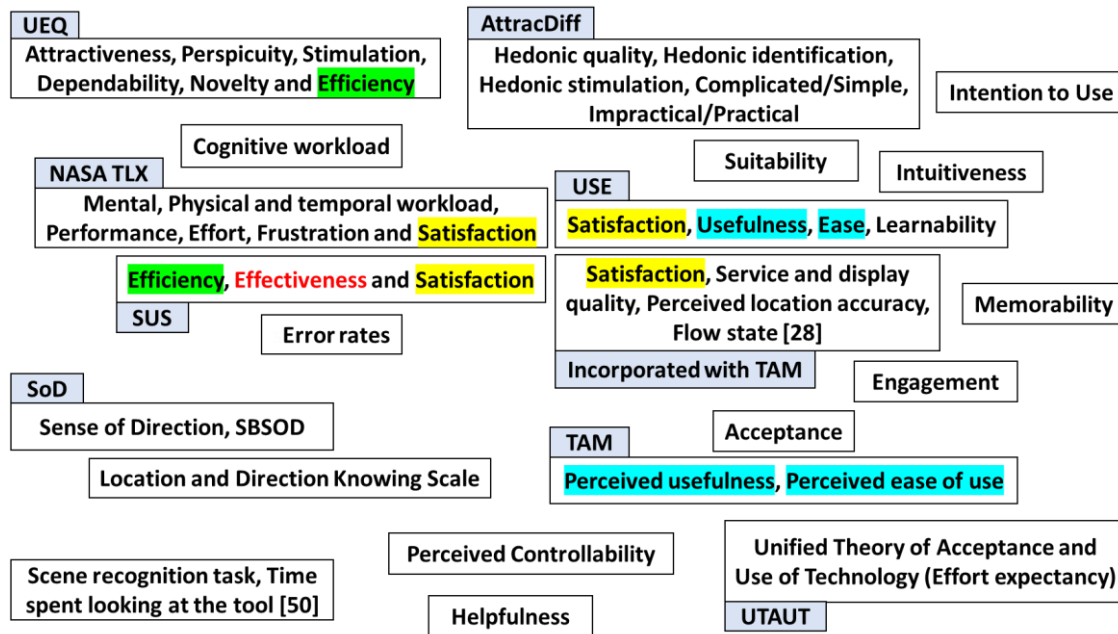 UEQ
Attractiveness, Perspicuity, Stimulation,
Dependability, Novelty and Efficiency
AttracDiff
Hedonic quality, Hedonic identification,
Hedonic stimulation, Complicated/Simple,
Impractical/Practical
Intention to Use
Cognitive workload
Suitability
Intuitiveness
NASA TLX
Mental, Physical and temporal workload,
Performance, Effort, Frustration and Satisfaction
USE
Satisfaction, Usefulness, Ease, Learnability
Efficiency, Effectiveness and Satisfaction
SUS
Satisfaction, Service and display
quality, Perceived location accuracy,
Flow state [28]
Incorporated with TAM
Memorability
Error rates
Engagement
SoD
Sense of Direction, SBSOD
Acceptance
TAM
Perceived usefulness, Perceived ease of use
Location and Direction Knowing Scale
Perceived Controllability
Unified Theory of Acceptance and
Use of Technology (Effort expectancy)
UTAUT
Scene recognition task, Time
spent looking at the tool [50]
Helpfulness